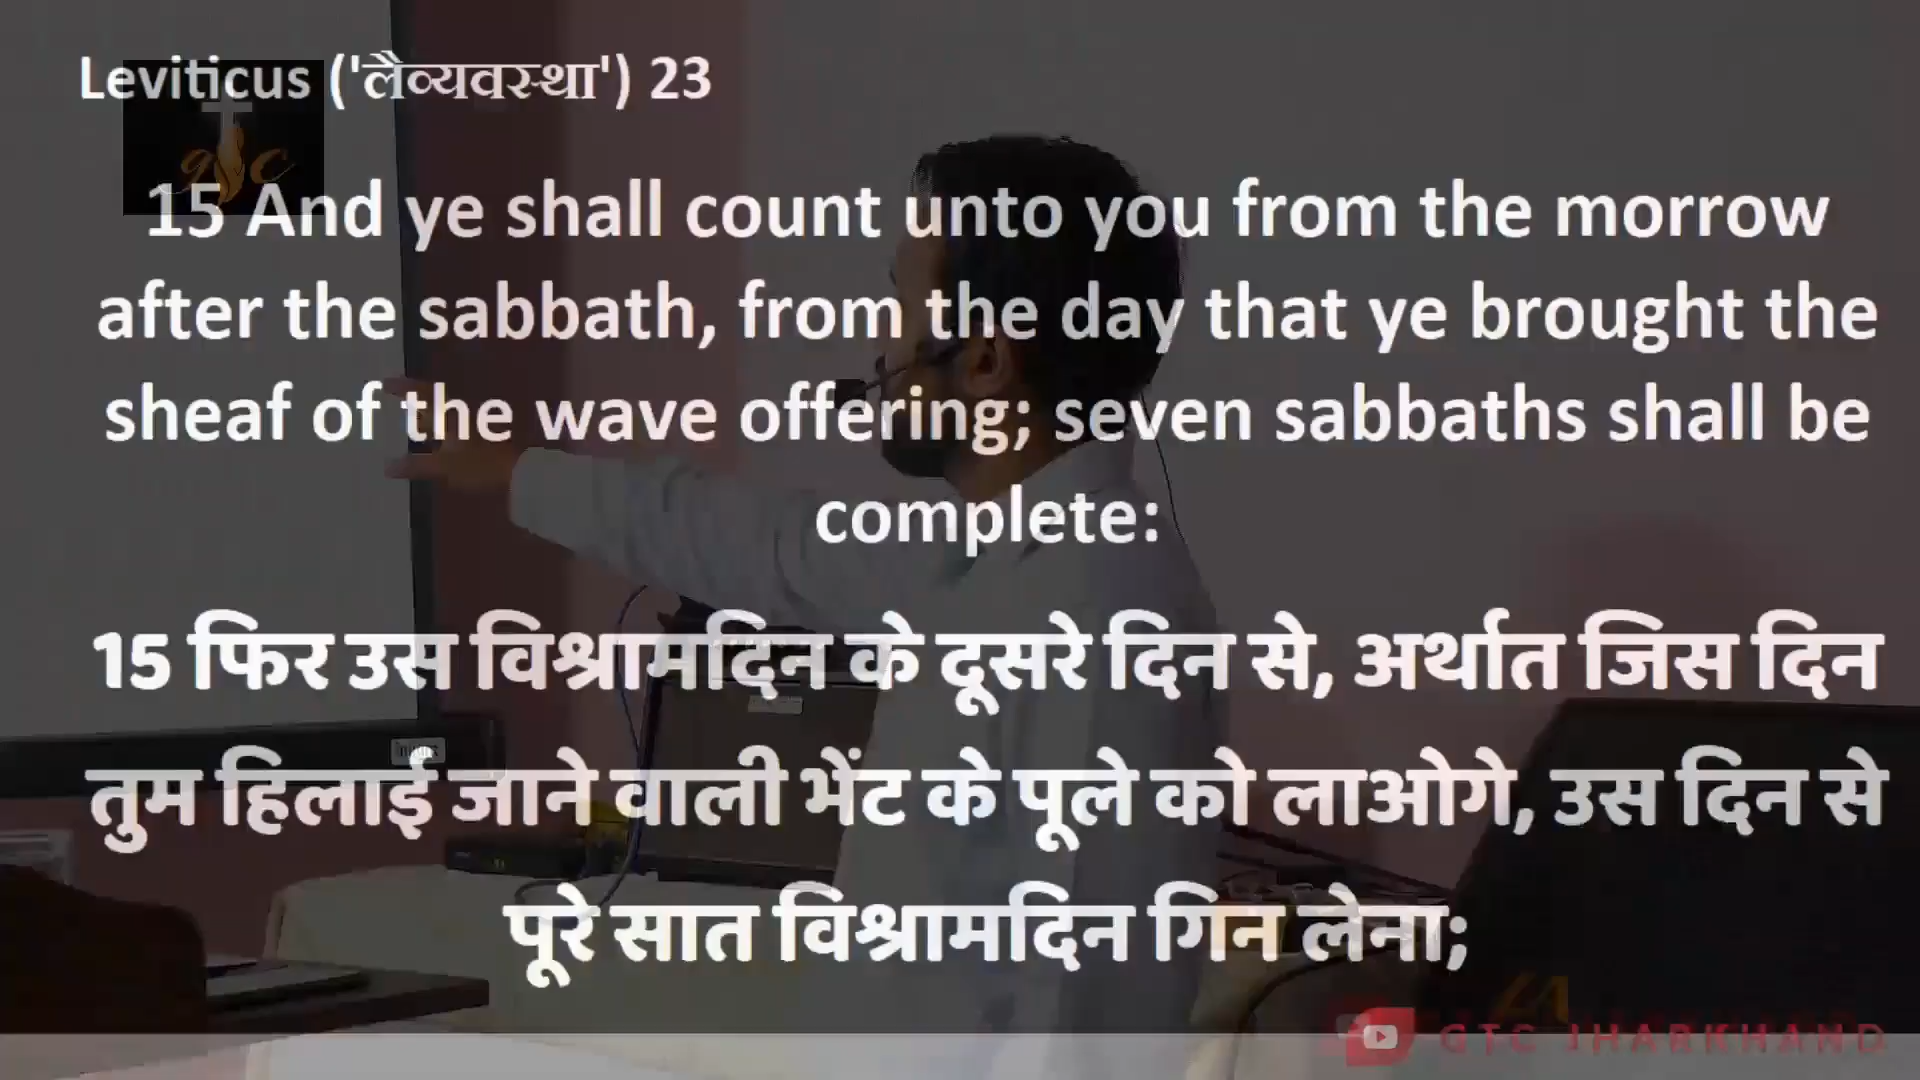 Leviticus ('लैव्यवस्था') 23
gsc
15 And ye shall count unto you from the morrow
after the sabbath, from the day that ye brought the
sheaf of the wave offering; seven sabbaths shall be
complete:
15 फिर उस विश्रामदिन के दूसरे दिन से, अर्थात जिस दिन
तुम हिलाई जाने वाली भेंट के पूले को लाओगे, उस दिन से
पूरे सात विश्रामदिन गिन लेना;
GTC JHARKHAND